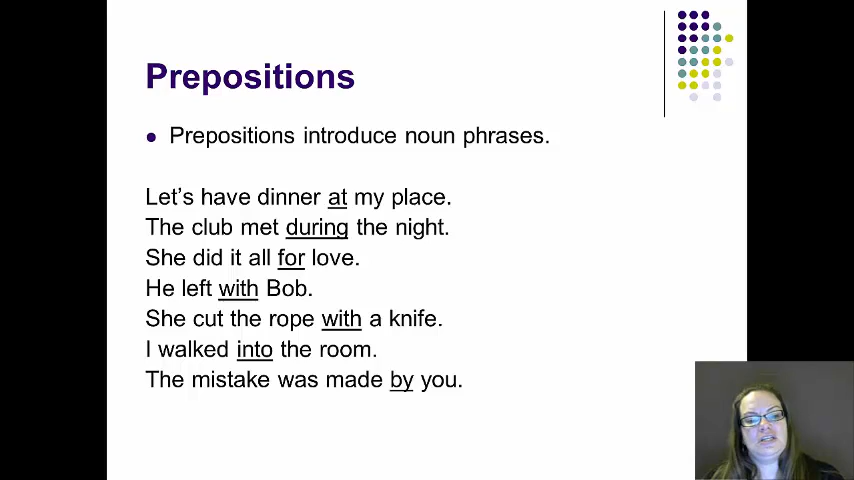 Prepositions
Prepositions introduce noun phrases.
Let's have dinner at my place.
The club met during the night.
She did it all for love.
He left with Bob.
She cut the rope with a knife.
I walked into the room.
The mistake was made by you.